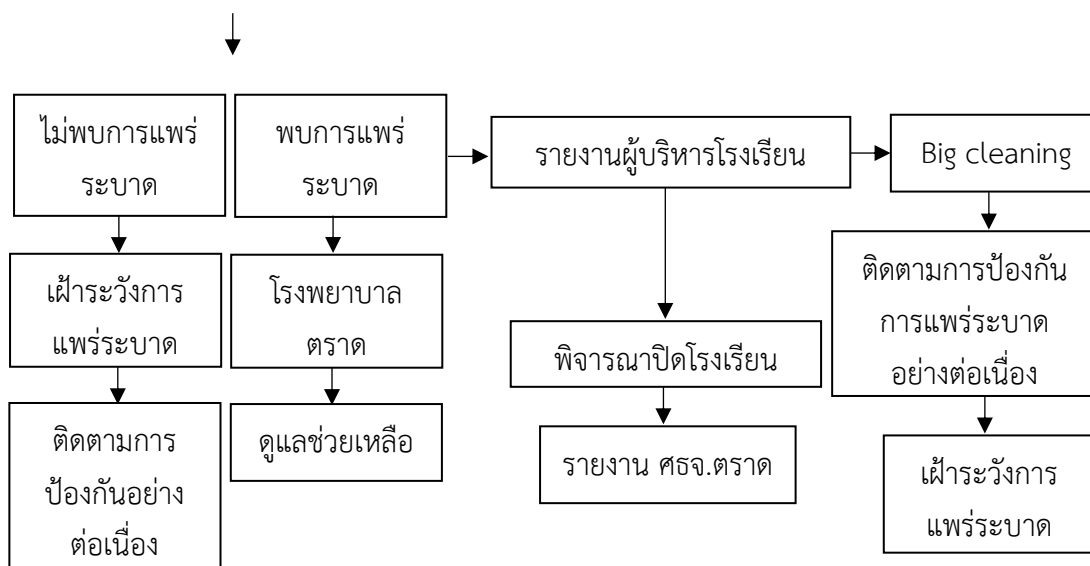 ไม่พบการแพร่
ระบาด
พบการแพร่
ระบาด
รายงานผู้บริหารโรงเรียน
Big cleaning
เฝ้าระวังการ
แพร่ระบาด
โรงพยาบาล
ตราด
ติดตามการป้องกัน
การแพร่ระบาด
อย่างต่อเนื่อง
พิจารณาปิดโรงเรียน
ติดตามการ
ป้องกันอย่าง
ต่อเนื่อง
ดูแลช่วยเหลือ
รายงาน ศธจ.ตราด
เฝ้าระวังการ
แพร่ระบาด